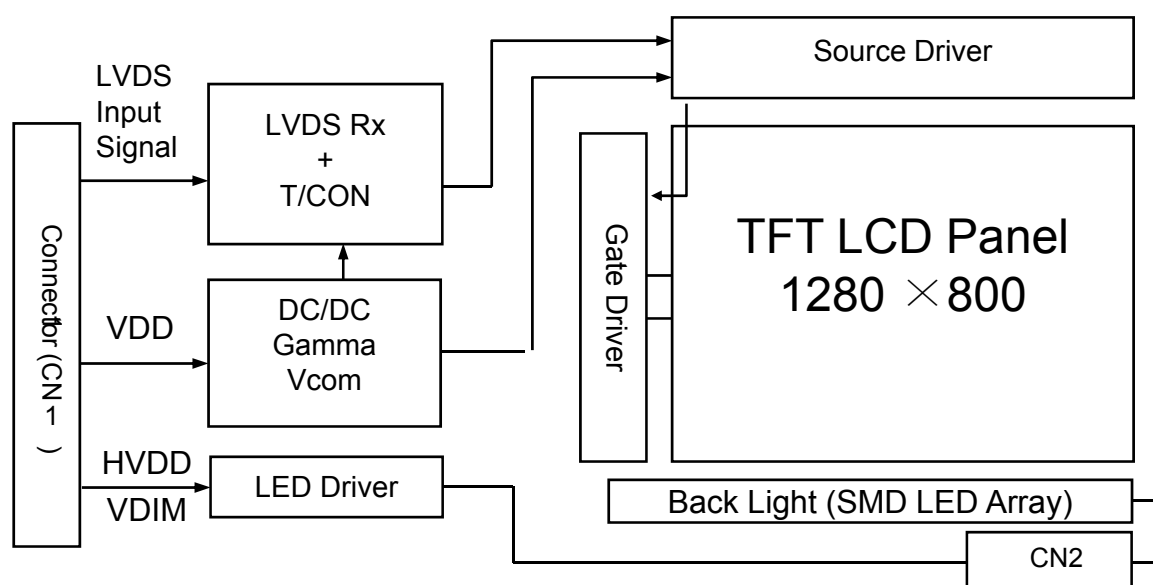 LVDS
Input
Signal
LVDS Rx
+
T/CON
Source Driver
Connector (CN1)
VDD
DC/DC
Gamma
Vcom
Gate Driver
TFT LCD Panel
1280 ×800
HVDD
VDIM
LED Driver
Back Light (SMD LED Array)
CN2